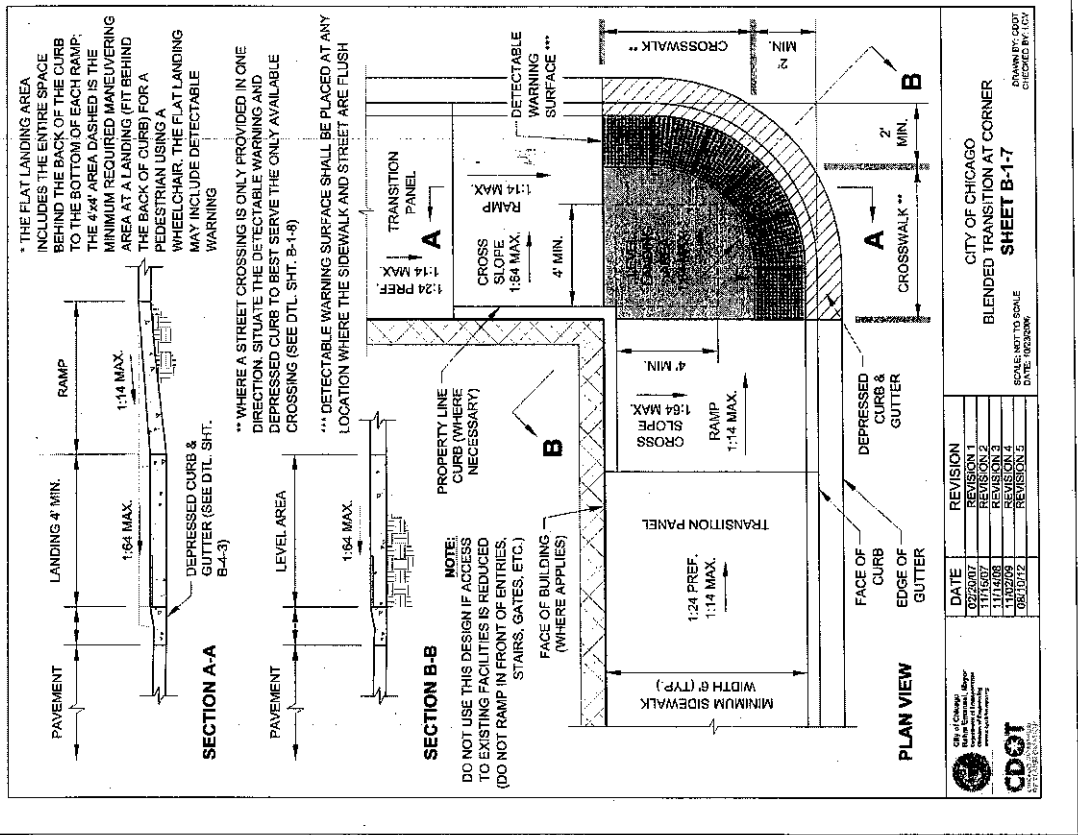 * THE FLAT LANDING AREA
INCLUDES THE ENTIRE SPACE
BEHIND THE BACK OF THE CURB
TO THE BOTTOM OF EACH RAMP;
THE 4'x4' AREA DASHED IS THE
MINIMUM REQUIRED MANEUVERING
AREA AT A LANDING (FIT BEHIND
THE BACK OF CURB) FOR A
PEDESTRIAN USING A
WHEELCHAIR. THE FLAT LANDING
MAY INCLUDE DETECTABLE
WARNING
PAVEMENT
LANDING 4' MIN.
RAMP
1:64 MAX.
1:14 MAX.
DEPRESSED CURB &
GUTTER (SEE DTL. SHT.
B-4-3)
SECTION A-A
** WHERE A STREET CROSSING IS ONLY PROVIDED IN ONE
DIRECTION, SITUATE THE DETECTABLE WARNING AND
DEPRESSED CURB TO BEST SERVE THE ONLY AVAILABLE
CROSSING (SEE DTL. SHT. B-1-8)
PAVEMENT
LEVEL AREA
1:64 MAX.
SECTION B-B
*** DETECTABLE WARNING SURFACE SHALL BE PLACED AT ANY
LOCATION WHERE THE SIDEWALK AND STREET ARE FLUSH
NOTE:
DO NOT USE THIS DESIGN IF ACCESS
TO EXISTING FACILITIES IS REDUCED
(DO NOT RAMP IN FRONT OF ENTRIES,
STAIRS, GATES, ETC.)
PROPERTY LINE
CURB (WHERE
NECESSARY)
FACE OF BUILDING
(WHERE APPLIES)
B
1:24 PREF.
1:14 MAX.
TRANSITION
PANEL
A
CROSS
SLOPE
1:64 MAX.
RAMP
1:14 MAX.
4' MIN.
DETECTABLE
WARNING
SURFACE ***
CROSSWALK **
2'
MIN.
B
MINIMUM SIDEWALK
WIDTH 6' (TYP.)
1:24 PREF.
1:14 MAX.
TRANSITION PANEL
CROSS
SLOPE
1:64 MAX.
RAMP
1:14 MAX.
4' MIN.
LEVEL
LANDING
AREA
CROSSWALK **
2'
MIN.
A
FACE OF
CURB
EDGE OF
GUTTER
DEPRESSED
CURB &
GUTTER
PLAN VIEW
City of Chicago
Rahm Emanuel, Mayor
CDOT
DATE REVISION
02/20/07 REVISION 1
11/15/07 REVISION 2
11/14/08 REVISION 3
11/02/09 REVISION 4
08/10/12 REVISION 5
CITY OF CHICAGO
BLENDED TRANSITION AT CORNER
SHEET B-1-7
SCALE: NOT TO SCALE
DRAWN BY: CDOT
CHECKED BY: LCV